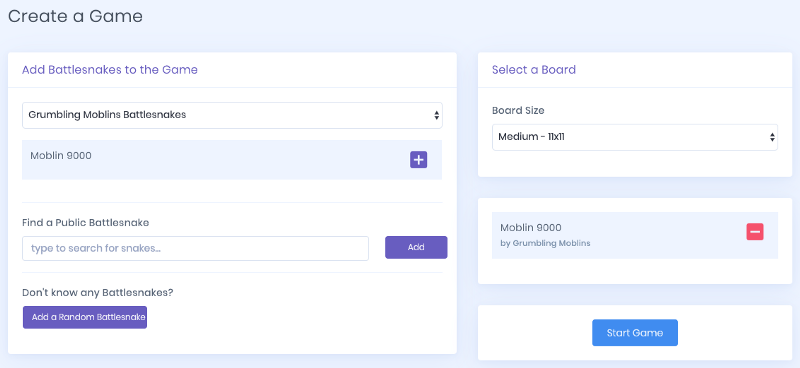 Create a Game
Add Battlesnakes to the Game
Grumbling Moblins Battlesnakes
Moblin 9000
Find a Public Battlesnake
type to search for snakes...
Add
Don't know any Battlesnakes?
Add a Random Battlesnake
Select a Board
Board Size
Medium - 11x11
Moblin 9000
by Grumbling Moblins
Start Game